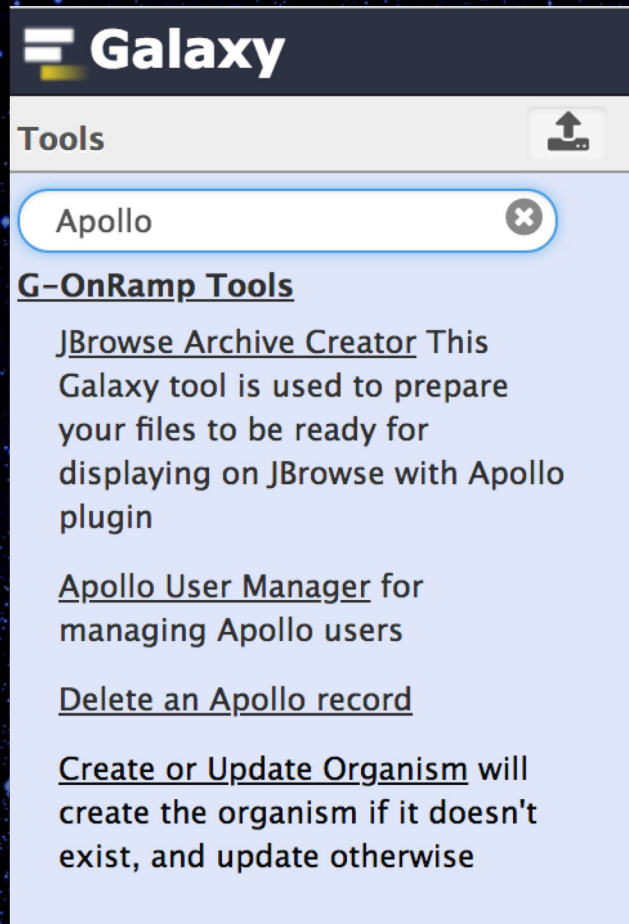 Galaxy
Tools
Apollo
G-OnRamp Tools
JBrowse Archive Creator This
Galaxy tool is used to prepare
your files to be ready for
displaying on JBrowse with Apollo
plugin
Apollo User Manager for
managing Apollo users
Delete an Apollo record
Create or Update Organism will
create the organism if it doesn't
exist, and update otherwise